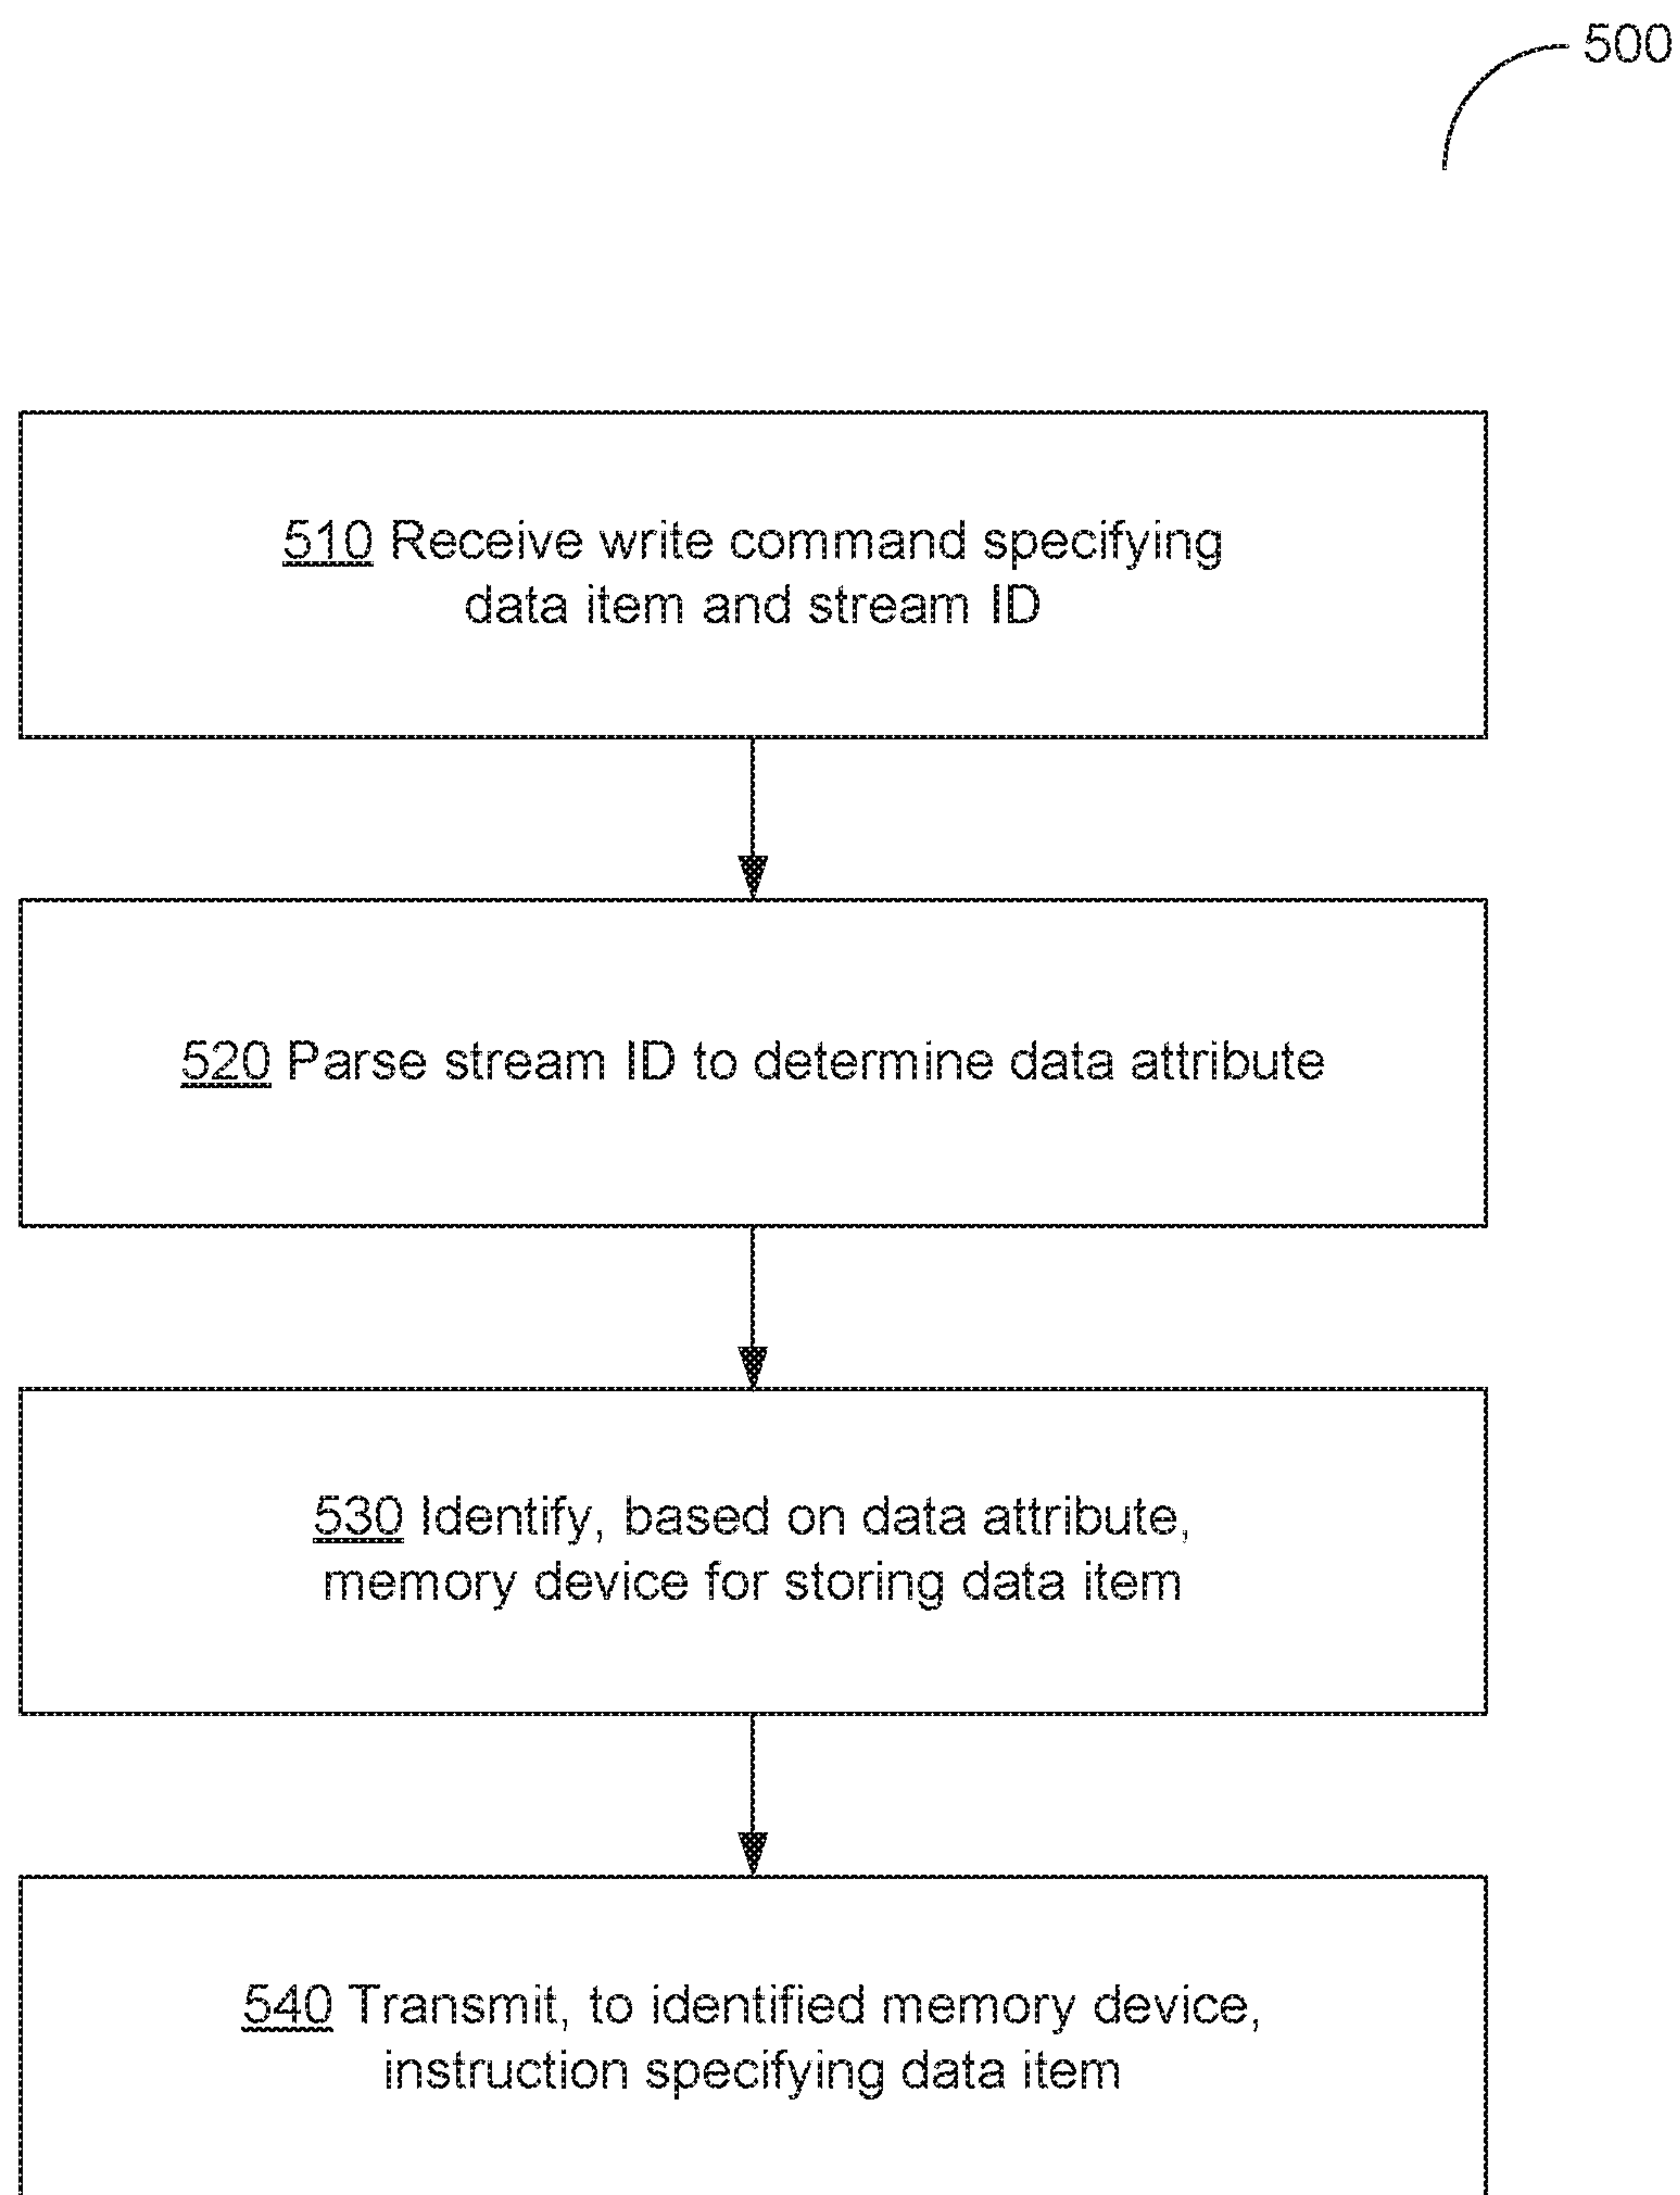 500
510 Receive write command specifying
data item and stream ID
520 Parse stream ID to determine data attribute
530 Identify, based on data attribute,
memory device for storing data item
540 Transmit, to identified memory device,
instruction specifying data item